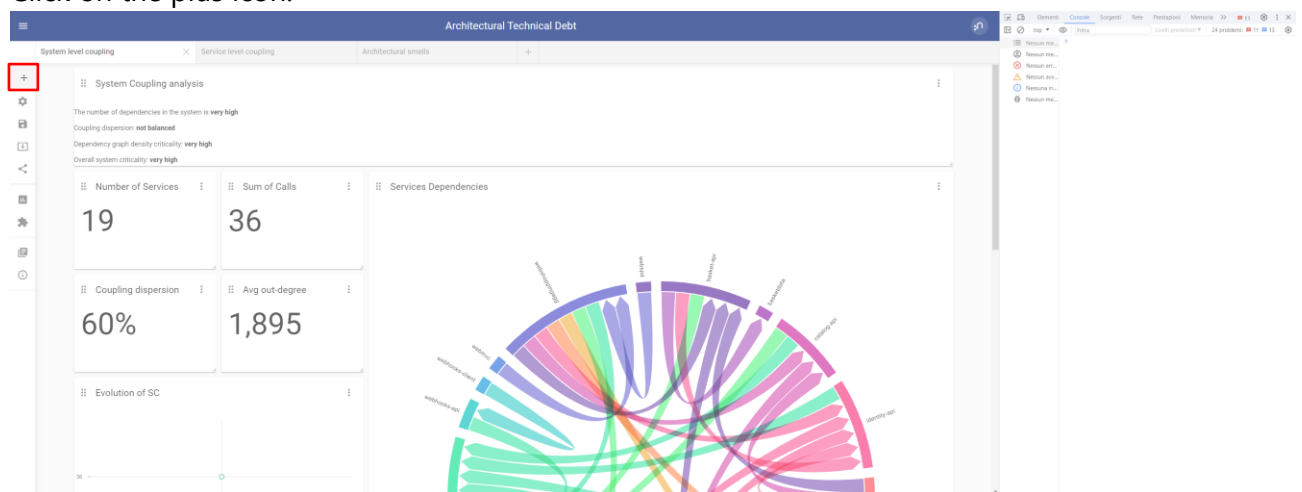 Click on the plus icon.
Architectural Technical Debt
System level coupling
Service level coupling
Architectural smells
System Coupling analysis
The number of dependencies in the system is very high
Coupling dispersion: not balanced
Dependency graph density criticality: very high
Overall system criticality: very high
Number of Services
19
Sum of Calls
36
Services Dependencies
Coupling dispersion
60%
Avg out-degree
1,895
Evolution of SC
webhooks-api
webhooks-client
webmvc
basket-api
catalog-api
identity-api
Elementi Console Sorgenti Rete Prestazioni Memoria
top
Filtra
24 problemi: 11 13
Nessun me...
Nessun me...
Nessun err...
Nessun avv...
Nessuna in...
Nessun me...